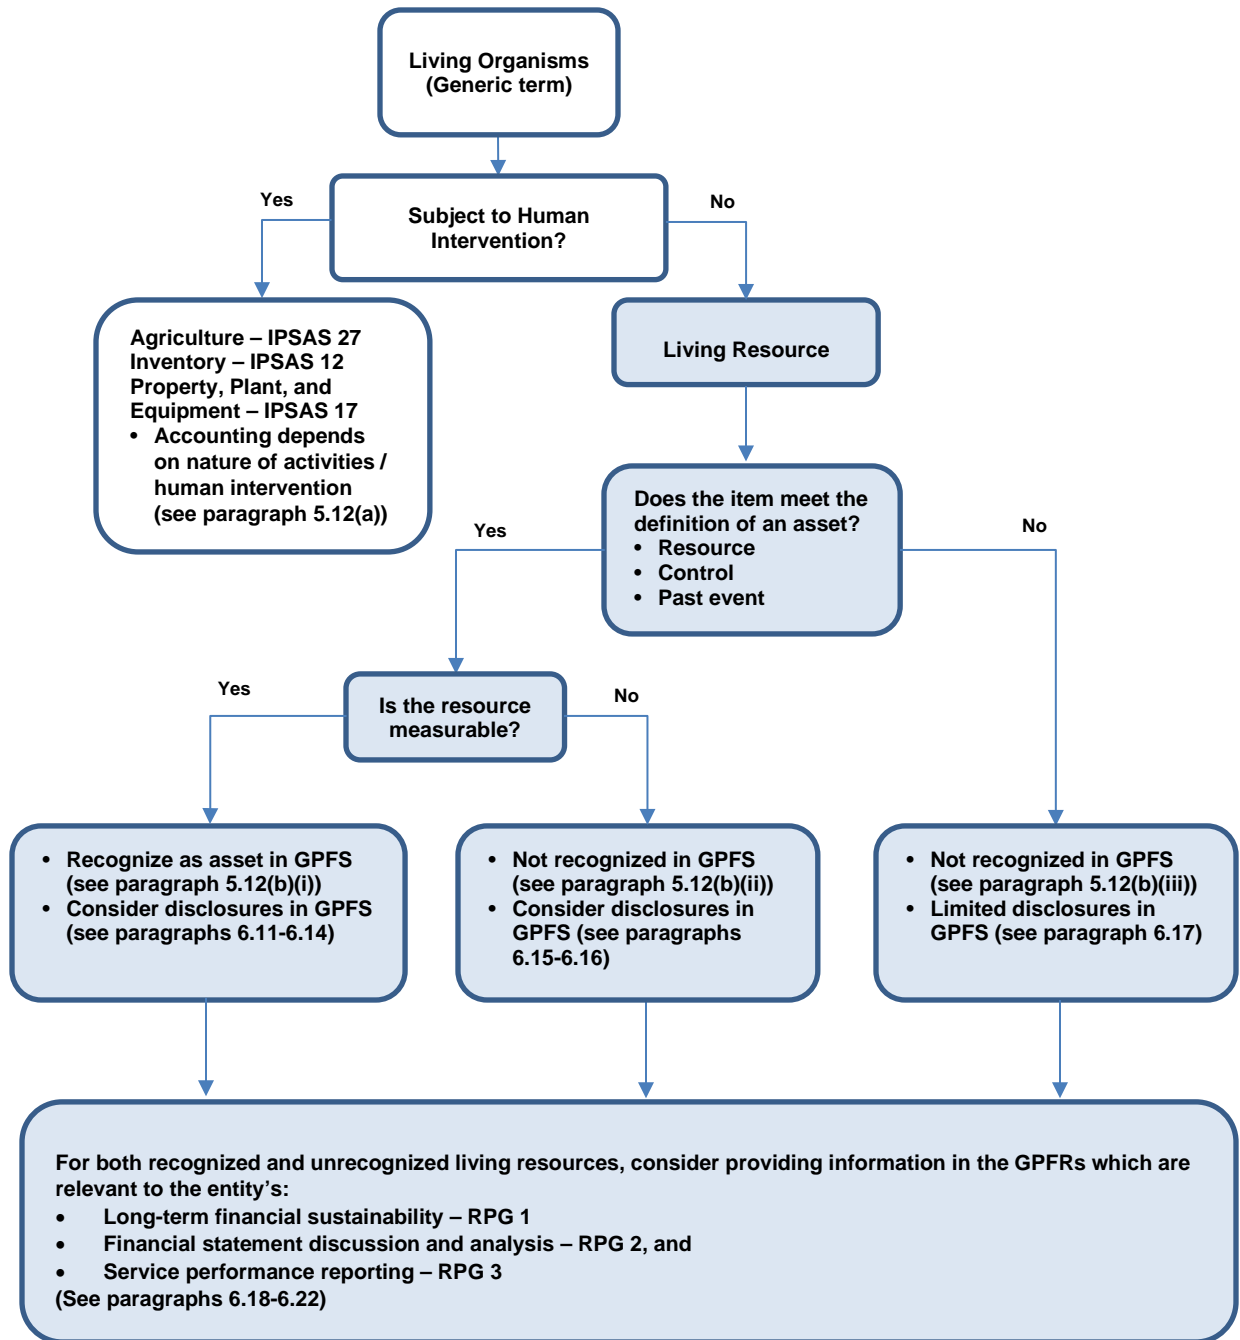 Living Organisms
(Generic term)
Yes
No
Subject to Human
Intervention?
Agriculture – IPSAS 27
Inventory – IPSAS 12
Property, Plant, and
Equipment – IPSAS 17
• Accounting depends
on nature of activities /
human intervention
(see paragraph 5.12(a))
Living Resource
Does the item meet the
definition of an asset?
• Resource
• Control
• Past event
Yes
No
Is the resource
measurable?
Yes
No
• Recognize as asset in GPFS
(see paragraph 5.12(b)(i))
• Consider disclosures in GPFS
(see paragraphs 6.11-6.14)
• Not recognized in GPFS
(see paragraph 5.12(b)(ii))
• Consider disclosures in
GPFS (see paragraphs
6.15-6.16)
• Not recognized in GPFS
(see paragraph 5.12(b)(iii))
• Limited disclosures in
GPFS (see paragraph 6.17)
For both recognized and unrecognized living resources, consider providing information in the GPFRs which are
relevant to the entity’s:
• Long-term financial sustainability – RPG 1
• Financial statement discussion and analysis – RPG 2, and
• Service performance reporting – RPG 3
(See paragraphs 6.18-6.22)